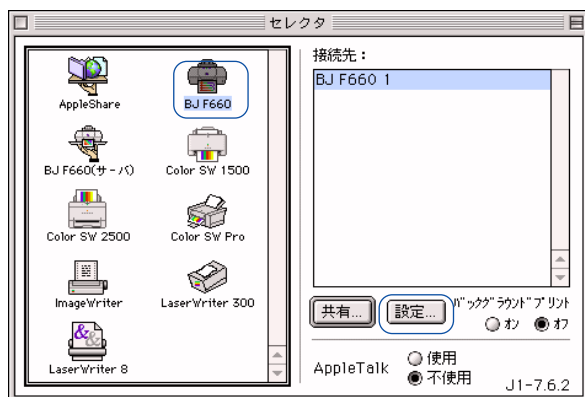 セレクタ
AppleShare
BJ F660
BJ F660(サーバ)
Color SW 1500
Color SW 2500
Color SW Pro
ImageWriter
LaserWriter 300
LaserWriter 8
接続先：
BJ F660 1
共有...
設定...
バックグラウンドプリント
オン
オフ
AppleTalk
使用
不使用
J1-7.6.2